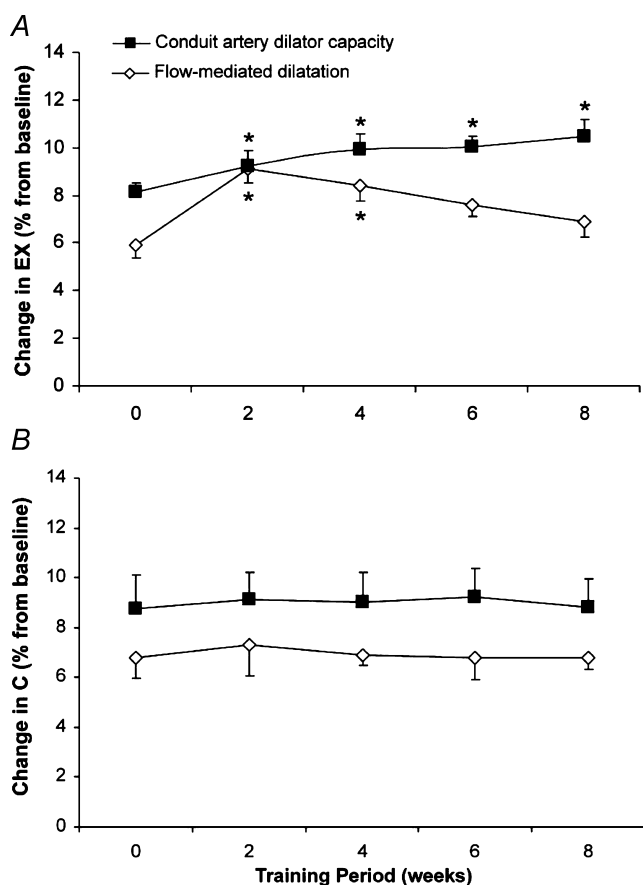 A
Conduit artery dilator capacity
Flow-mediated dilatation
Change in EX (% from baseline)
14
12
10
8
6
4
2
0
* * * *
* *
0 2 4 6 8
B
Change in C (% from baseline)
14
12
10
8
6
4
2
0
0 2 4 6 8
Training Period (weeks)